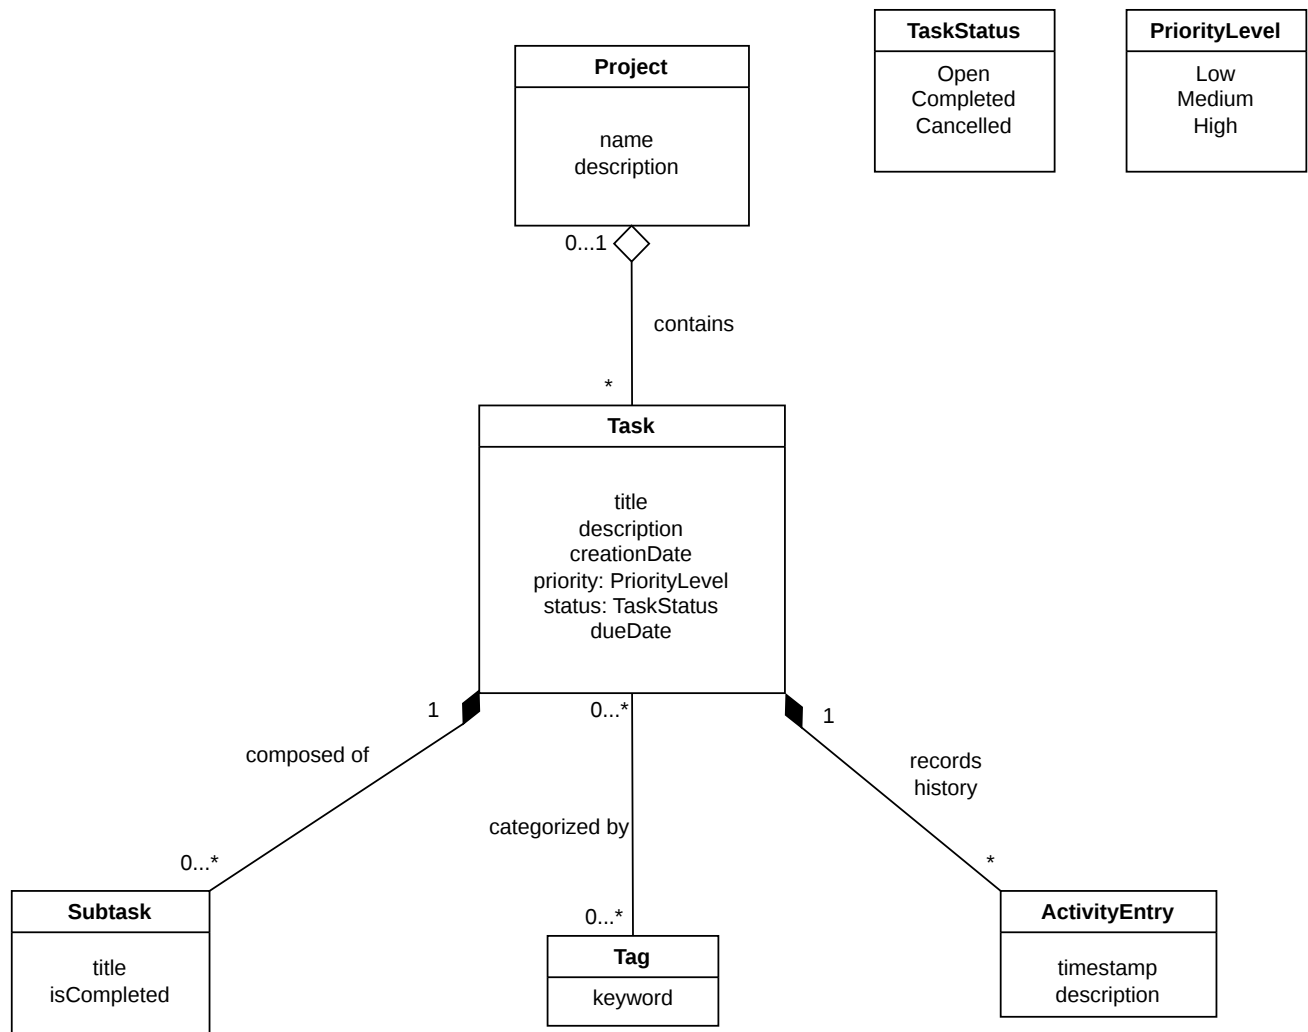 TaskStatus
Open
Completed
Cancelled
PriorityLevel
Low
Medium
High
Project
name
description
0...1
contains
*
Task
title
description
creationDate
priority: PriorityLevel
status: TaskStatus
dueDate
1
0...*
1
composed of
records
history
categorized by
0...*
*
0...*
Subtask
title
isCompleted
Tag
keyword
ActivityEntry
timestamp
description